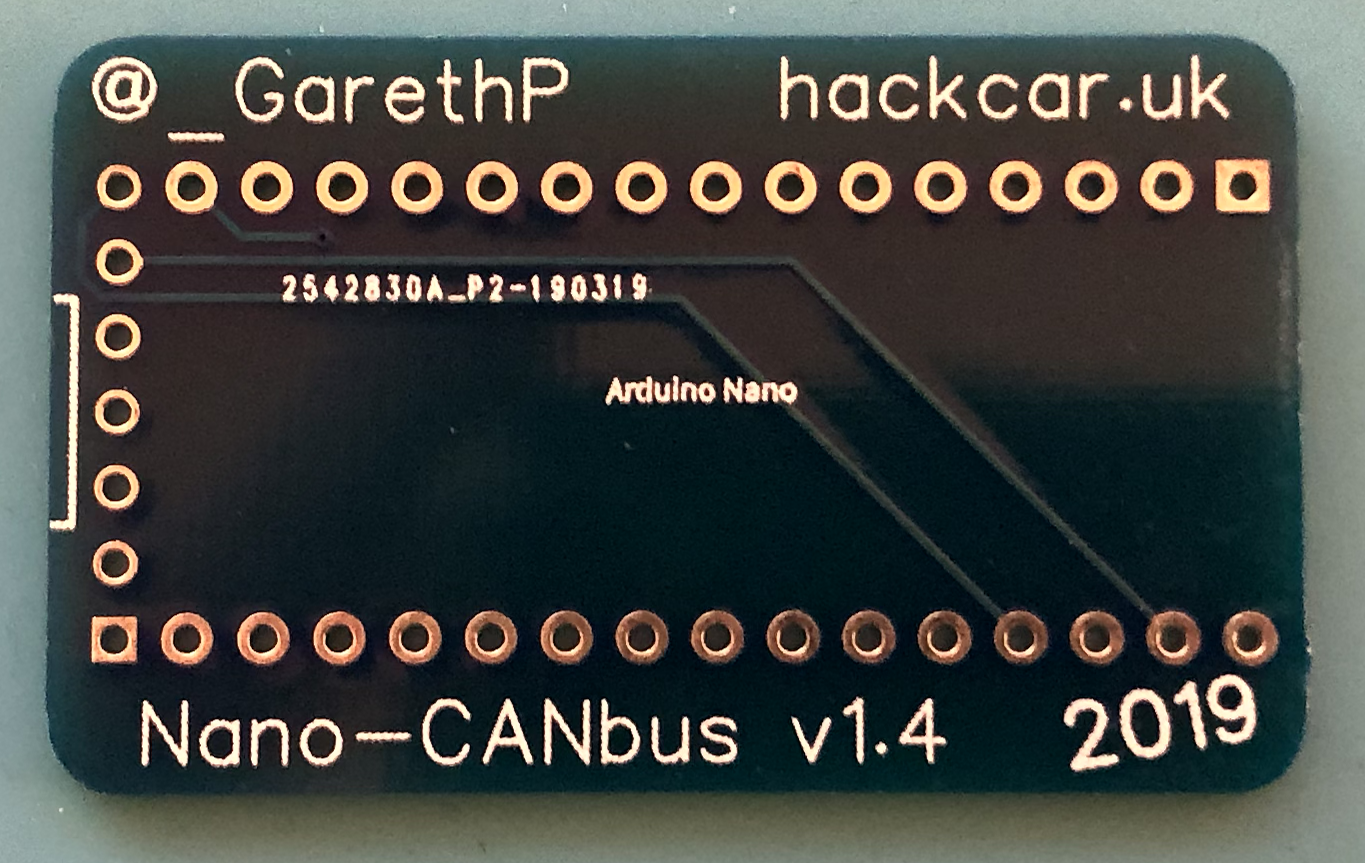 @_GarethP hackcar.uk
2542830A_P2-190319
Arduino Nano
Nano-CANbus v1.4 2019